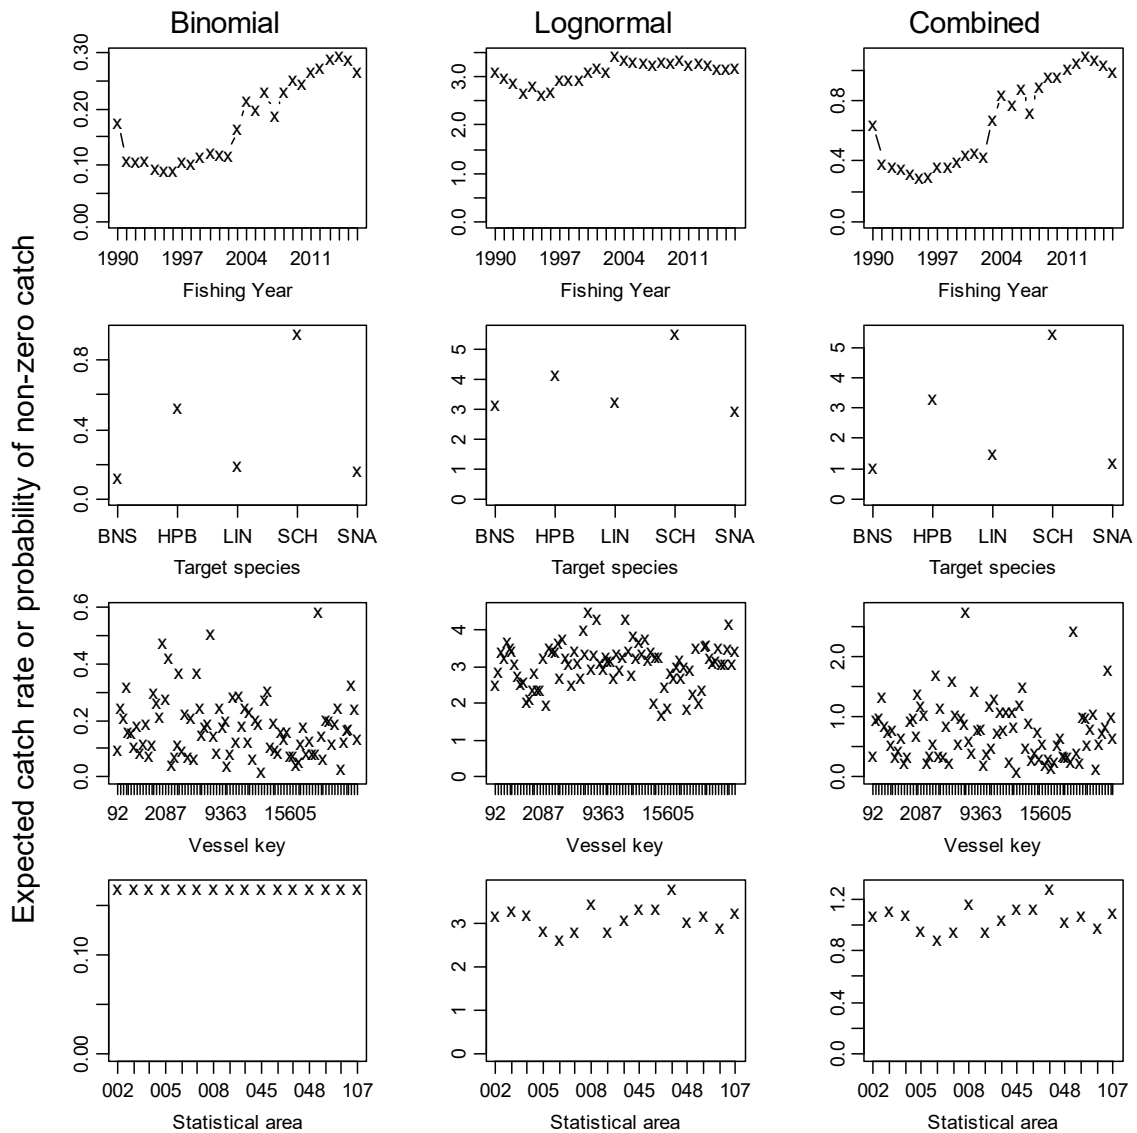 Binomial Lognormal Combined
Expected catch rate or probability of non-zero catch
0.30
0.20
0.10
0.00
1990 1997 2004 2011
Fishing Year
3.0
2.0
1.0
0.0
1990 1997 2004 2011
Fishing Year
0.8
0.4
0.0
1990 1997 2004 2011
Fishing Year
0.8
0.4
0.0
BNS HPB LIN SCH SNA
Target species
5
4
3
2
1
0
BNS HPB LIN SCH SNA
Target species
5
4
3
2
1
0
BNS HPB LIN SCH SNA
Target species
0.6
0.4
0.2
0.0
92 2087 9363 15605
Vessel key
4
3
2
1
0
92 2087 9363 15605
Vessel key
2.0
1.0
0.0
92 2087 9363 15605
Vessel key
0.10
0.00
002 005 008 045 048 107
Statistical area
3
2
1
0
002 005 008 045 048 107
Statistical area
1.2
0.8
0.4
0.0
002 005 008 045 048 107
Statistical area